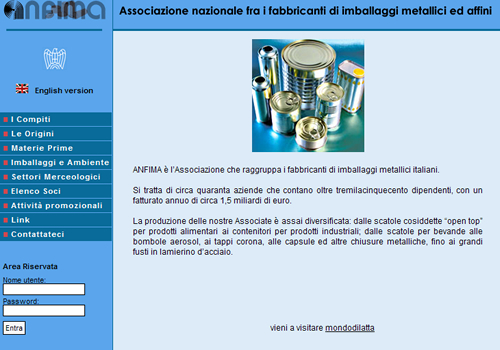 ANFIMA
Associazione nazionale fra i fabbricanti di imballaggi metallici ed affini
English version
I Compiti
Le Origini
Materie Prime
Imballaggi e Ambiente
Settori Merceologici
Elenco Soci
Attività promozionali
Link
Contattateci
Area Riservata
Nome utente:
Password:
Entra
ANFIMA è l'Associazione che raggruppa i fabbricanti di imballaggi metallici italiani.
Si tratta di circa quaranta aziende che contano oltre tremilacinquecento dipendenti, con un
fatturato annuo di circa 1,5 miliardi di euro.
La produzione delle nostre Associate è assai diversificata: dalle scatole cosiddette “open top”
per prodotti alimentari ai contenitori per prodotti industriali; dalle scatole per bevande alle
bombole aerosol, ai tappi corona, alle capsule ed altre chiusure metalliche, fino ai grandi
fusti in lamierino d'acciaio.
vieni a visitare mondodilatta